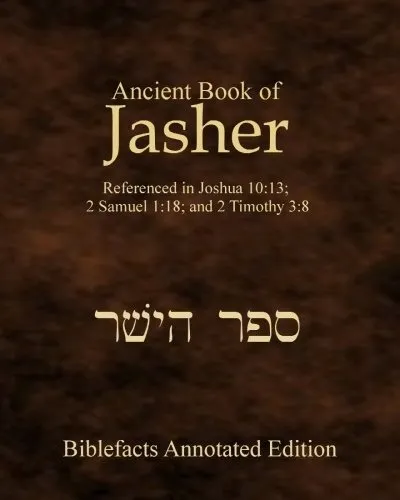 Ancient Book of
Jasher
Referenced in Joshua 10:13;
2 Samuel 1:18; and 2 Timothy 3:8
ספר הישׁר
Biblefacts Annotated Edition